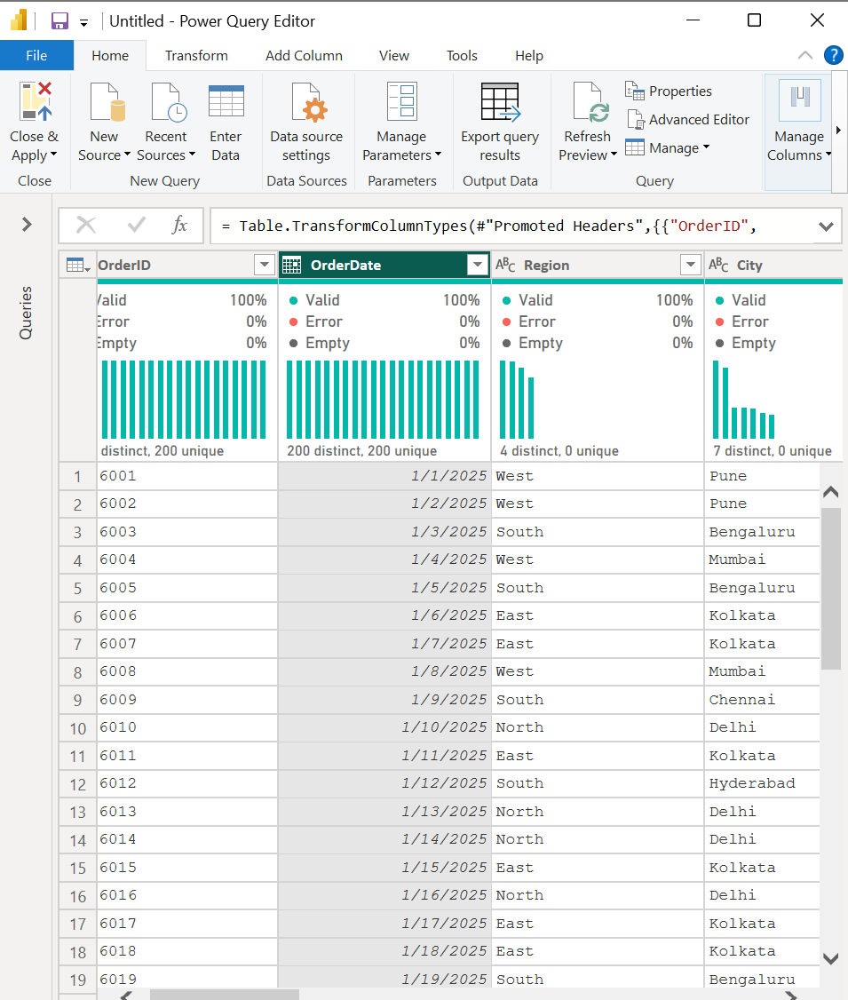 Untitled - Power Query Editor
File Home Transform Add Column View Tools Help ?
Close & Apply
New Source
Recent Sources
Enter Data
Data source settings
Manage Parameters
Export query results
Refresh Preview
Properties
Advanced Editor
Manage
Manage Columns
Close New Query Data Sources Parameters Output Data Query
fx = Table.TransformColumnTypes(#"Promoted Headers",{{"OrderID",
Queries
OrderID OrderDate ABC Region ABC City
Valid 100% Valid 100% Valid 100% Valid
Error 0% Error 0% Error 0% Error
Empty 0% Empty 0% Empty 0% Empty
distinct, 200 unique 200 distinct, 200 unique 4 distinct, 0 unique 7 distinct, 0 unique
1 6001 1/1/2025 West Pune
2 6002 1/2/2025 West Pune
3 6003 1/3/2025 South Bengaluru
4 6004 1/4/2025 West Mumbai
5 6005 1/5/2025 South Bengaluru
6 6006 1/6/2025 East Kolkata
7 6007 1/7/2025 East Kolkata
8 6008 1/8/2025 West Mumbai
9 6009 1/9/2025 South Chennai
10 6010 1/10/2025 North Delhi
11 6011 1/11/2025 East Kolkata
12 6012 1/12/2025 South Hyderabad
13 6013 1/13/2025 North Delhi
14 6014 1/14/2025 North Delhi
15 6015 1/15/2025 East Kolkata
16 6016 1/16/2025 North Delhi
17 6017 1/17/2025 East Kolkata
18 6018 1/18/2025 East Kolkata
19 6019 1/19/2025 South Bengaluru